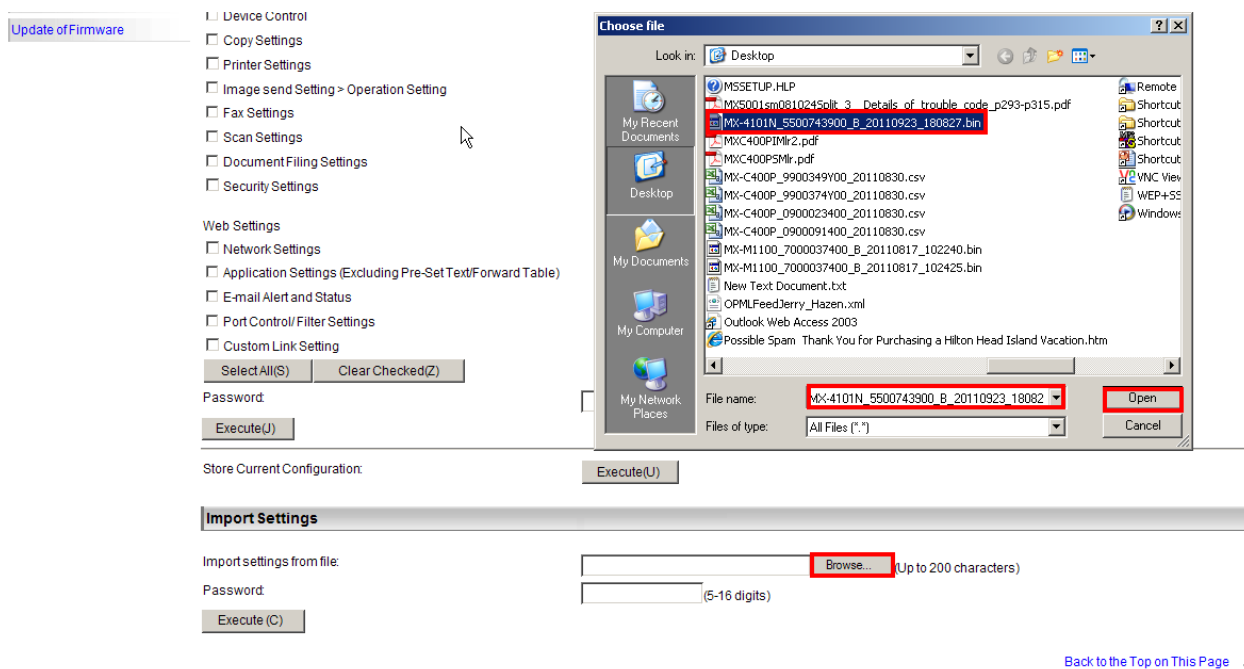 Update of Firmware
Device Control
Copy Settings
Printer Settings
Image send Setting > Operation Setting
Fax Settings
Scan Settings
Document Filing Settings
Security Settings
Web Settings
Network Settings
Application Settings (Excluding Pre-Set Text/Forward Table)
E-mail Alert and Status
Port Control/Filter Settings
Custom Link Setting
Select All(S) Clear Checked(Z)
Password:
Execute(J)
Choose file
Look in: Desktop
My Recent
Documents
Desktop
My Documents
My Computer
My Network
Places
MSSETUP.HLP
MX5001sm081024Split_3__Details_of_trouble_code_p293-p315.pdf
MX-4101N_5500743900_B_20110923_180827.bin
MXC400PIMlr2.pdf
MXC400PSMlr.pdf
MX-C400P_9900349Y00_20110830.csv
MX-C400P_9900374Y00_20110830.csv
MX-C400P_0900023400_20110830.csv
MX-C400P_0900091400_20110830.csv
MX-M1100_7000037400_B_20110817_102240.bin
MX-M1100_7000037400_B_20110817_102425.bin
New Text Document.txt
OPMLFeedJerry_Hazen.xml
Outlook Web Access 2003
Possible Spam Thank You for Purchasing a Hilton Head Island Vacation.htm
Remote
Shortcut
Shortcut
Shortcut
Shortcut
VNC View
WEP+SS
Windows
File name: MX-4101N_5500743900_B_20110923_18082 Open
Files of type: All Files (*.*) Cancel
Store Current Configuration: Execute(U)
Import Settings
Import settings from file: Browse... (Up to 200 characters)
Password: (5-16 digits)
Execute (C)
Back to the Top on This Page